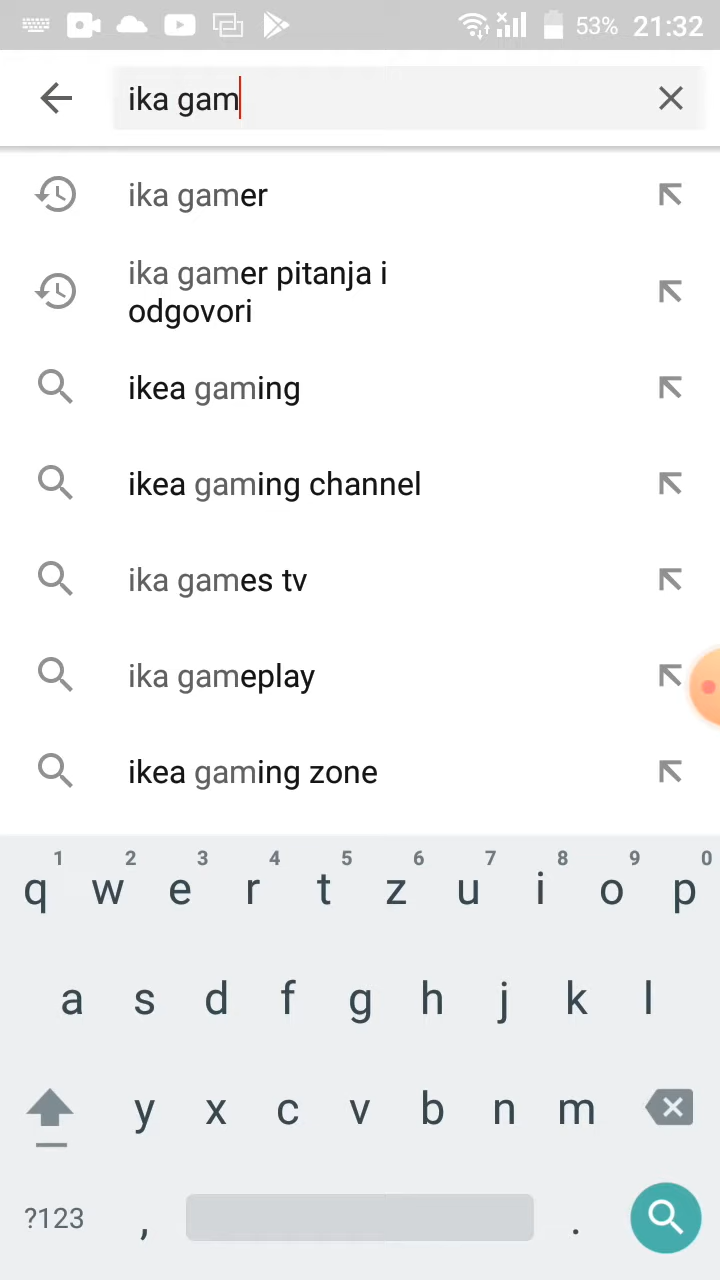 53% 21:32
ika gam
ika gamer
ika gamer pitanja i
odgovori
ikea gaming
ikea gaming channel
ika games tv
ika gameplay
ikea gaming zone
1 2 3 4 5 6 7 8 9 0
q w e r t z u i o p
a s d f g h j k l
y x c v b n m
?123 , .